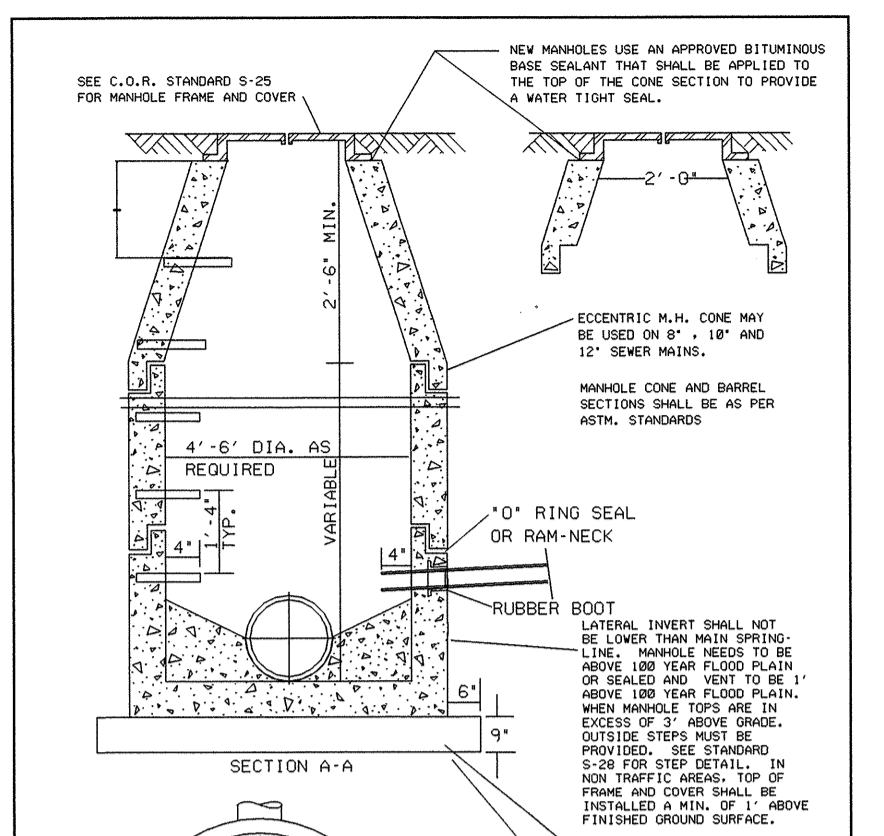 NEW MANHOLES USE AN APPROVED BITUMINOUS
BASE SEALANT THAT SHALL BE APPLIED TO
THE TOP OF THE CONE SECTION TO PROVIDE
A WATER TIGHT SEAL.
SEE C.O.R. STANDARD S-25
FOR MANHOLE FRAME AND COVER
2'-0"
2'-6" MIN.
ECCENTRIC M.H. CONE MAY
BE USED ON 8" , 10" AND
12" SEWER MAINS.
MANHOLE CONE AND BARREL
SECTIONS SHALL BE AS PER
ASTM. STANDARDS
4'-6' DIA. AS
REQUIRED
VARIABLE
1'-4"
TYP.
4"
4"
"O" RING SEAL
OR RAM-NECK
RUBBER BOOT
LATERAL INVERT SHALL NOT
BE LOWER THAN MAIN SPRING-
LINE. MANHOLE NEEDS TO BE
ABOVE 100 YEAR FLOOD PLAIN
OR SEALED AND VENT TO BE 1'
ABOVE 100 YEAR FLOOD PLAIN.
WHEN MANHOLE TOPS ARE IN
EXCESS OF 3' ABOVE GRADE.
OUTSIDE STEPS MUST BE
PROVIDED. SEE STANDARD
S-28 FOR STEP DETAIL. IN
NON TRAFFIC AREAS, TOP OF
FRAME AND COVER SHALL BE
INSTALLED A MIN. OF 1' ABOVE
FINISHED GROUND SURFACE.
6"
9"
SECTION A-A